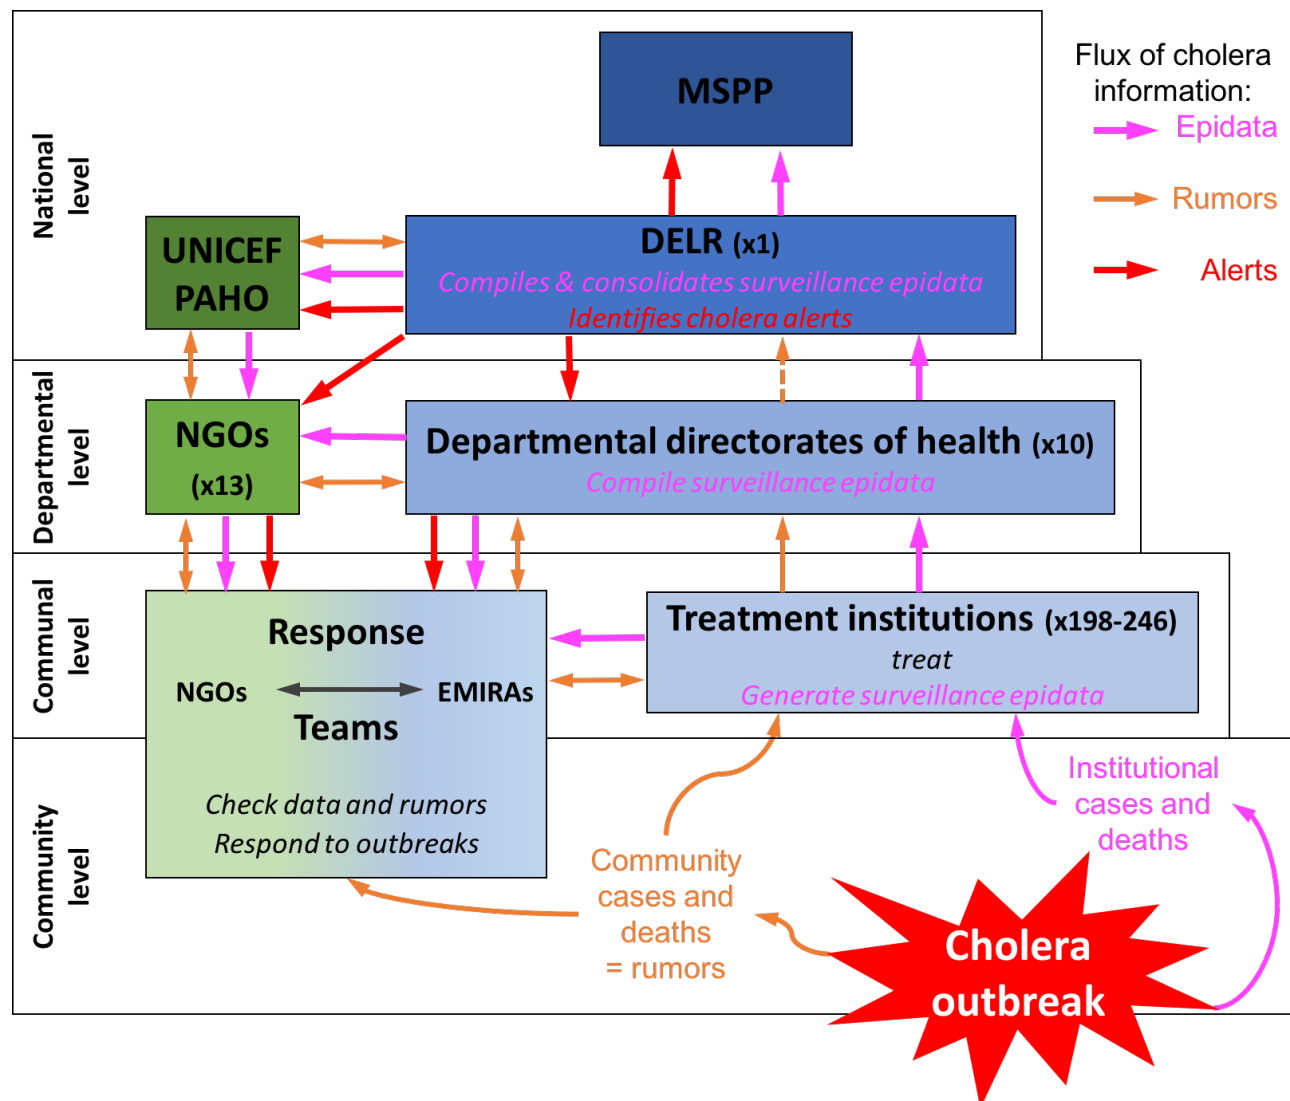 Flux of cholera
information:
Epidata
Rumors
Alerts
National
level
MSPP
UNICEF
PAHO
DELR (x1)
Compiles & consolidates surveillance epidata
Identifies cholera alerts
Departmental
level
NGOs
(x13)
Departmental directorates of health (x10)
Compile surveillance epidata
Communal
level
Response
NGOs
EMIRAs
Teams
Treatment institutions (x198-246)
treat
Generate surveillance epidata
Community
level
Check data and rumors
Respond to outbreaks
Community
cases and
deaths
= rumors
Institutional
cases and
deaths
Cholera
outbreak